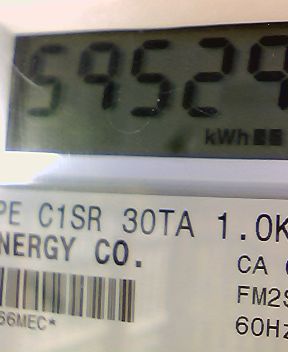 59529
kWh
PE C1SR 30TA 1.0K
NERGY CO.
CA
FM2S
66MEC*
60Hz